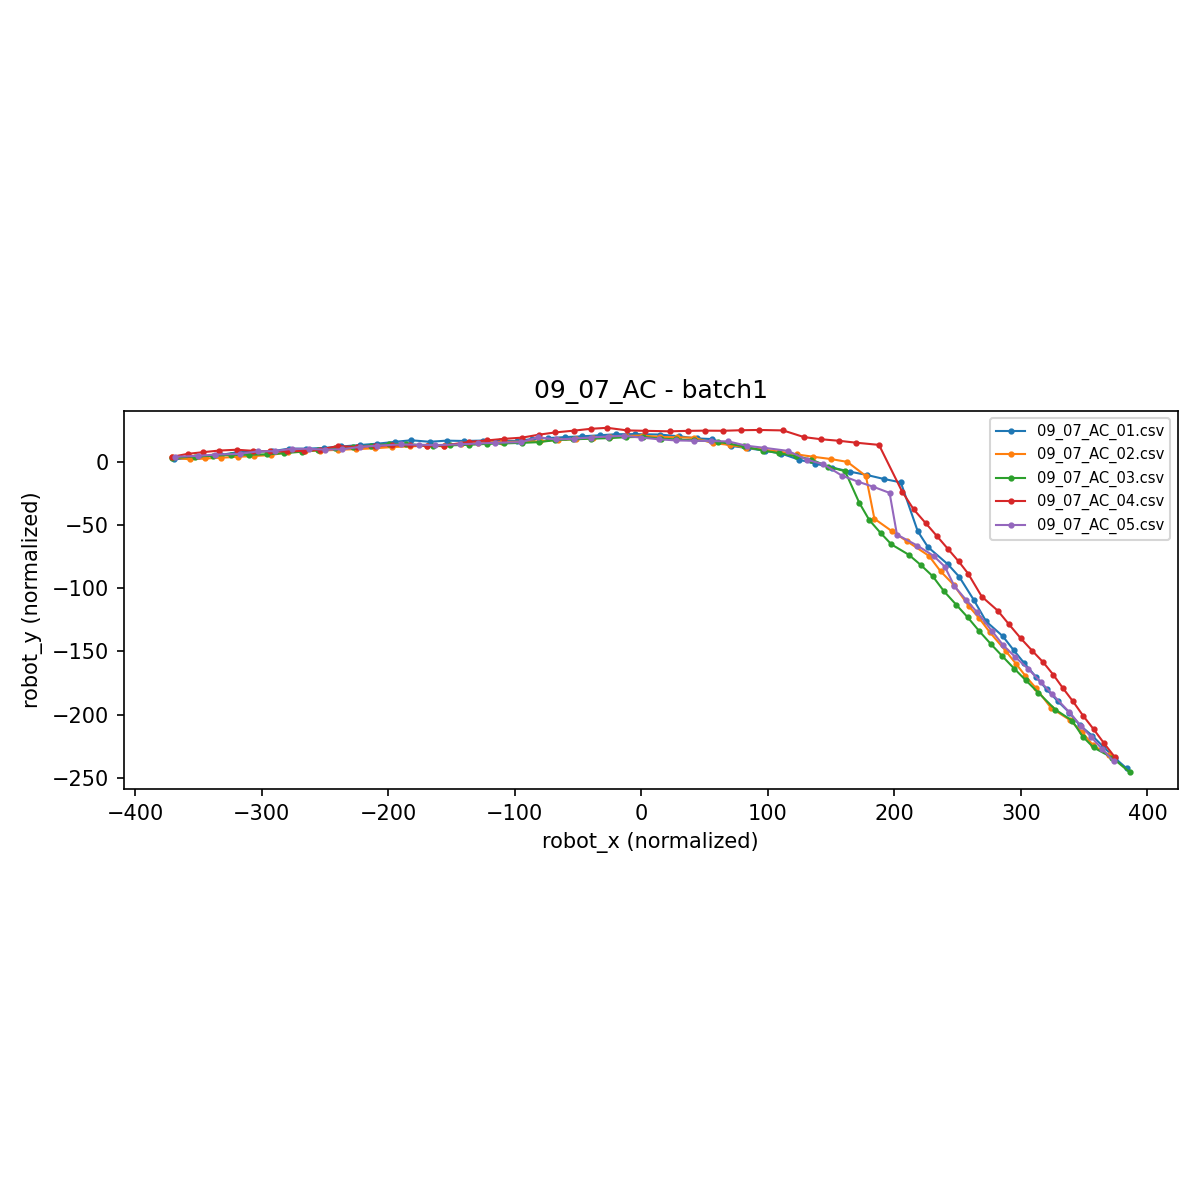 09_07_AC - batch1
09_07_AC_01.csv
09_07_AC_02.csv
09_07_AC_03.csv
09_07_AC_04.csv
09_07_AC_05.csv
robot_y (normalized)
0
−50
−100
−150
−200
−250
−400
−300
−200
−100
0
100
200
300
400
robot_x (normalized)